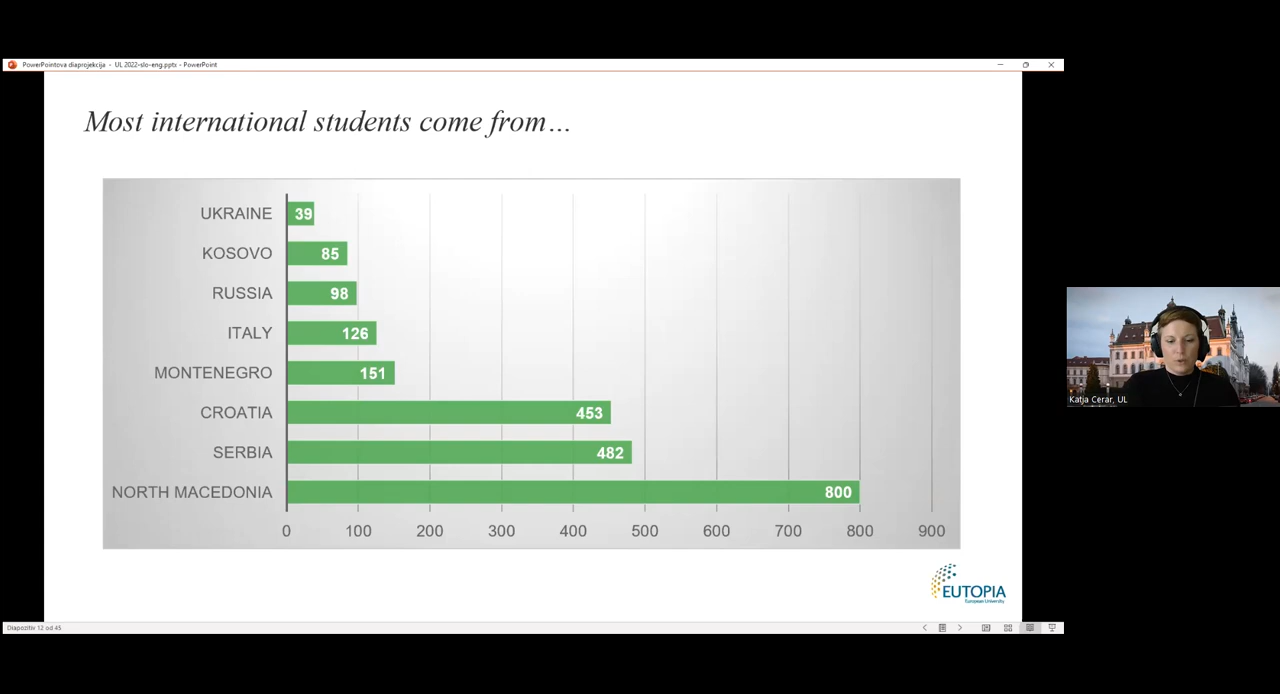 PowerPointova diaprojekcija - UL 2022-slo-eng.pptx - PowerPoint
Most international students come from...
UKRAINE 39
KOSOVO 85
RUSSIA 98
ITALY 126
MONTENEGRO 151
CROATIA 453
SERBIA 482
NORTH MACEDONIA 800
0 100 200 300 400 500 600 700 800 900
Katja Cerar, UL
EUTOPIA
European University
Diapozitiv 12 od 45